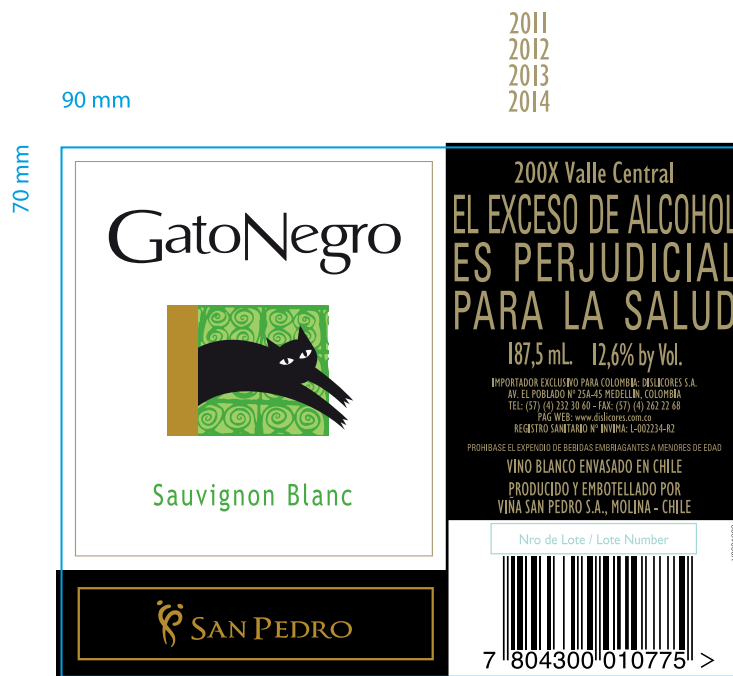 2011
2012
2013
2014
90 mm
70 mm
GatoNegro
Sauvignon Blanc
SAN PEDRO
200X Valle Central
EL EXCESO DE ALCOHOL
ES PERJUDICIAL
PARA LA SALUD
187,5 mL. 12,6% by Vol.
IMPORTADOR EXCLUSIVO PARA COLOMBIA: DISLICORES S.A.
AV. EL POBLADO N° 25A-45 MEDELLÍN, COLOMBIA
TEL: (57) (4) 232 30 60 - FAX: (57) (4) 262 22 68
PAG WEB: www.dislicores.com.co
REGISTRO SANITARIO N° INVIMA: L-002234-R2
PROHIBASE EL EXPENDIO DE BEBIDAS EMBRIAGANTES A MENORES DE EDAD
VINO BLANCO ENVASADO EN CHILE
PRODUCIDO Y EMBOTELLADO POR
VIÑA SAN PEDRO S.A., MOLINA - CHILE
Nro de Lote / Lote Number
7 804300 010775 >